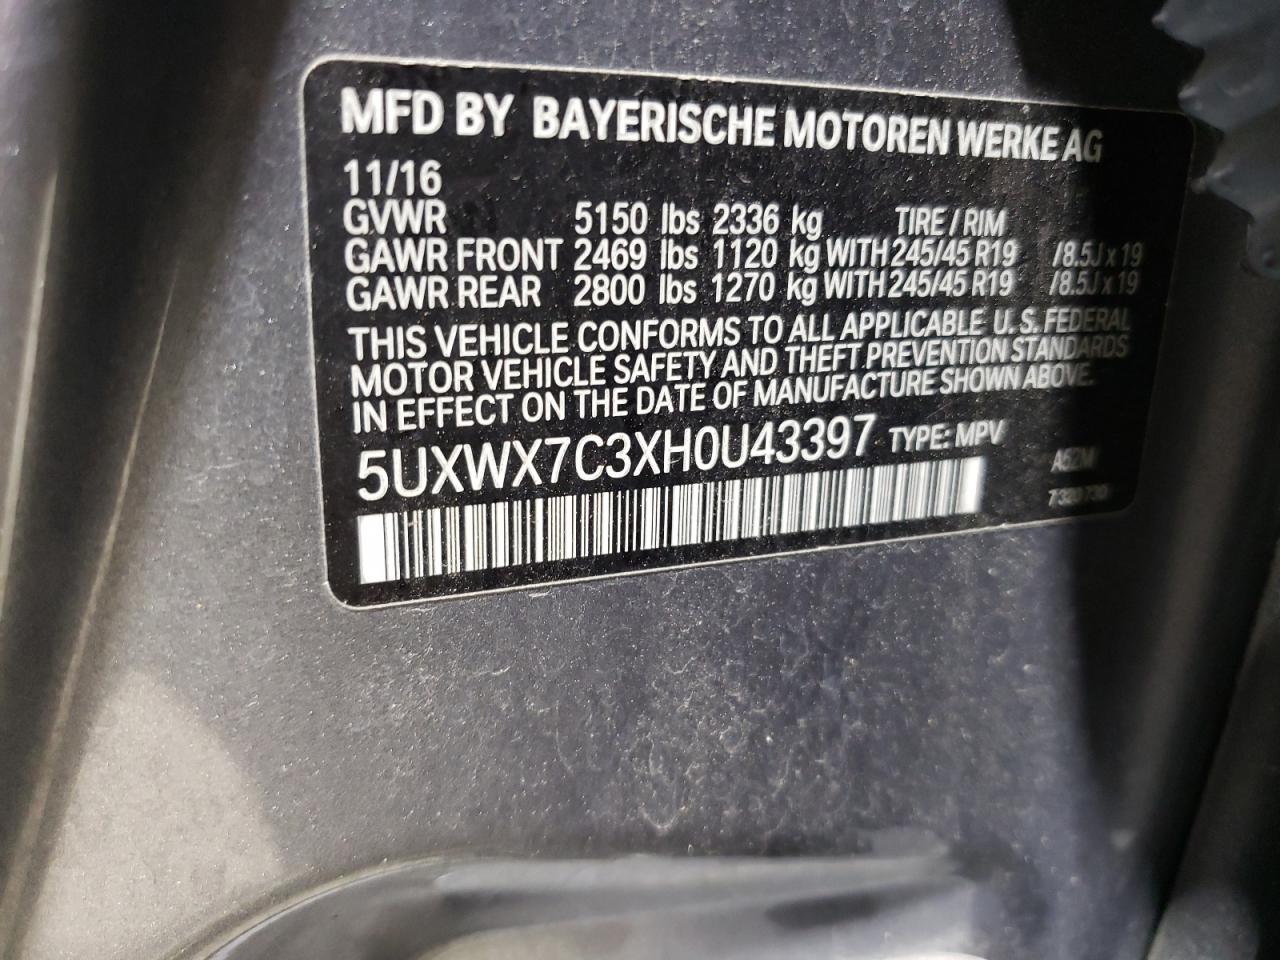 MFD BY BAYERISCHE MOTOREN WERKE AG
11/16
GVWR 5150 lbs 2336 kg TIRE / RIM
GAWR FRONT 2469 lbs 1120 kg WITH 245/45 R19 /8.5J x 19
GAWR REAR 2800 lbs 1270 kg WITH 245/45 R19 /8.5J x 19
THIS VEHICLE CONFORMS TO ALL APPLICABLE U.S. FEDERAL
MOTOR VEHICLE SAFETY AND THEFT PREVENTION STANDARDS
IN EFFECT ON THE DATE OF MANUFACTURE SHOWN ABOVE.
5UXWX7C3XH0U43397 TYPE: MPV
A6ZM
7320730